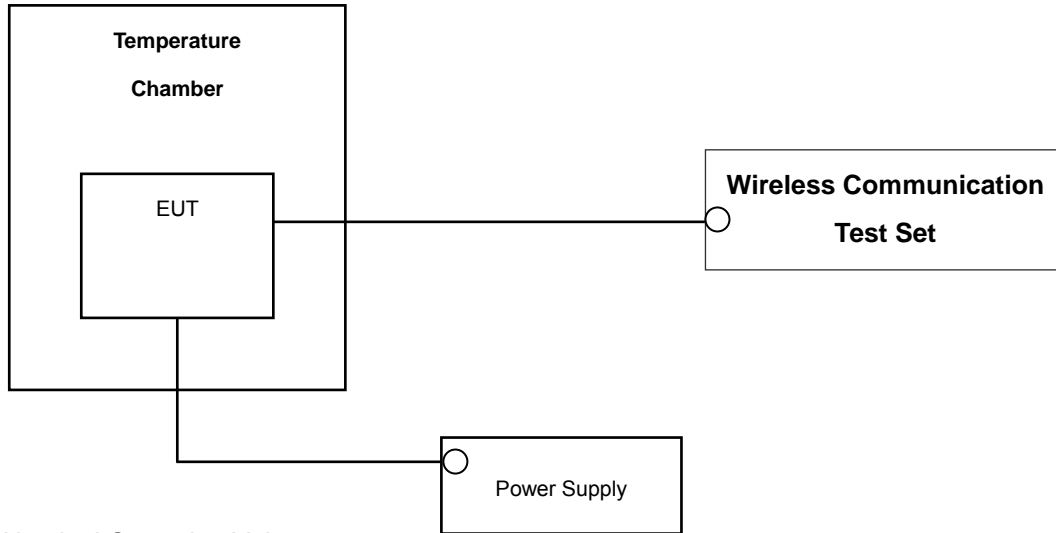 Temperature
Chamber
EUT
Wireless Communication
Test Set
Power Supply